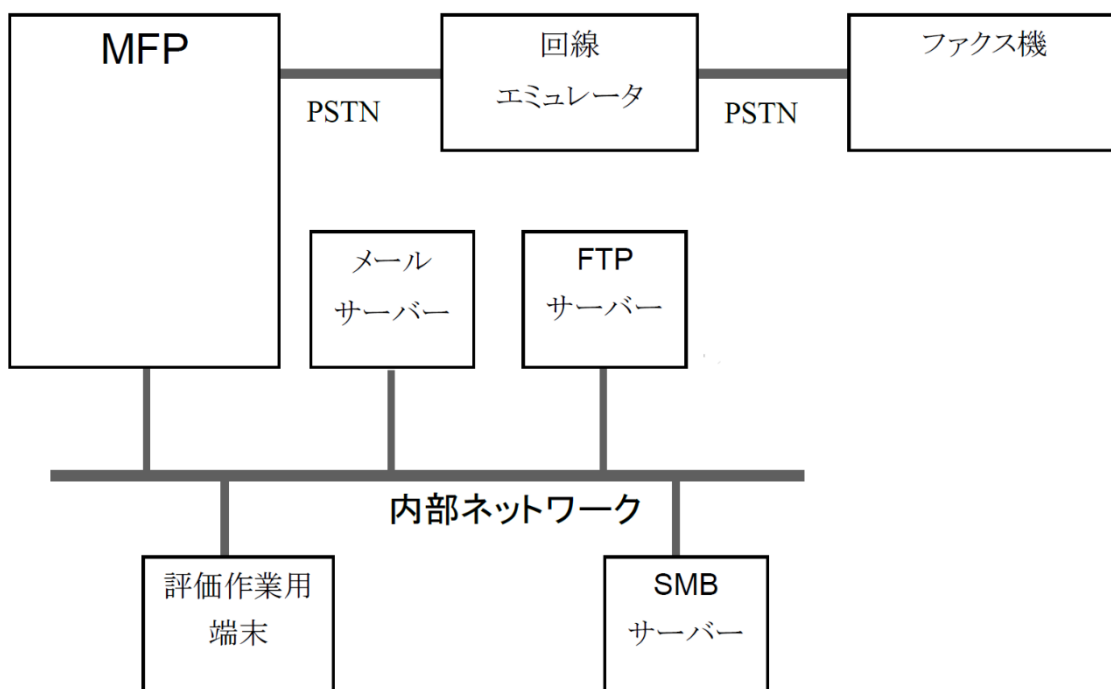 MFP
回線
エミュレータ
ファクス機
PSTN
PSTN
メール
サーバー
FTP
サーバー
内部ネットワーク
評価作業用
端末
SMB
サーバー